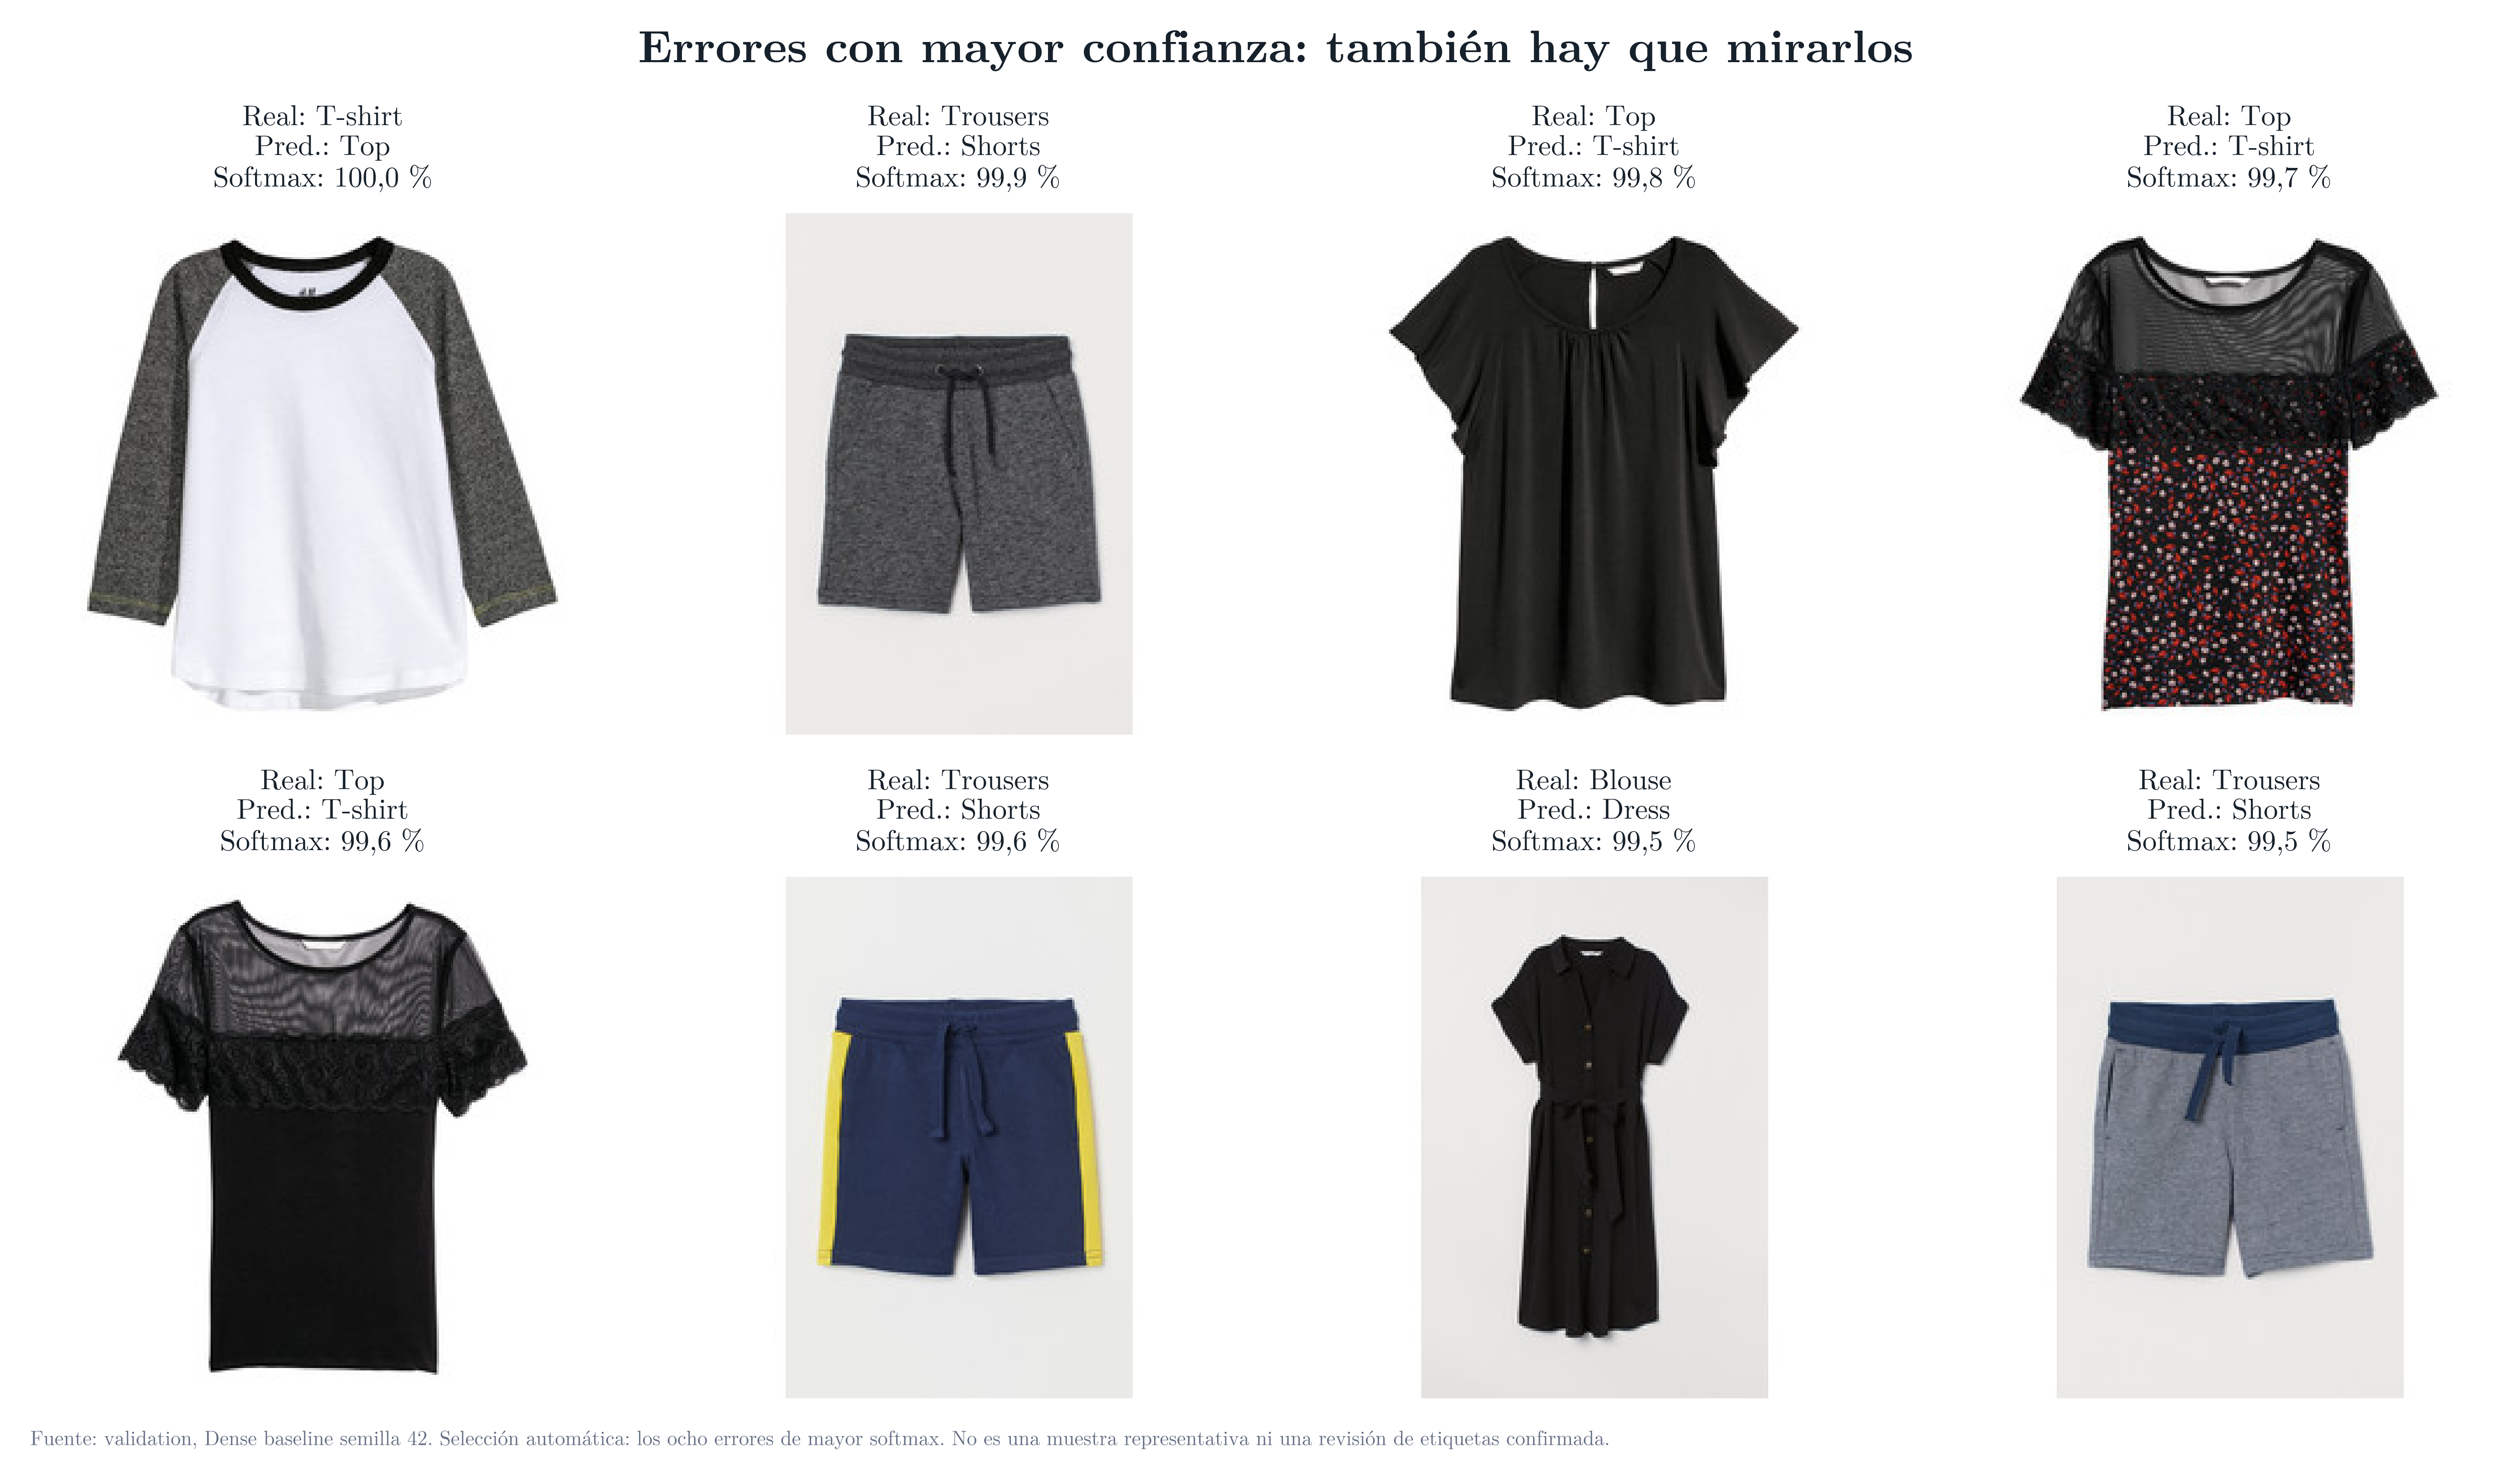 Errores con mayor confianza: también hay que mirarlos
Real: T-shirt
Pred.: Top
Softmax: 100,0 %
Real: Trousers
Pred.: Shorts
Softmax: 99,9 %
Real: Top
Pred.: T-shirt
Softmax: 99,8 %
Real: Top
Pred.: T-shirt
Softmax: 99,7 %
Real: Top
Pred.: T-shirt
Softmax: 99,6 %
Real: Trousers
Pred.: Shorts
Softmax: 99,6 %
Real: Blouse
Pred.: Dress
Softmax: 99,5 %
Real: Trousers
Pred.: Shorts
Softmax: 99,5 %
Fuente: validation, Dense baseline semilla 42. Selección automática: los ocho errores de mayor softmax. No es una muestra representativa ni una revisión de etiquetas confirmada.